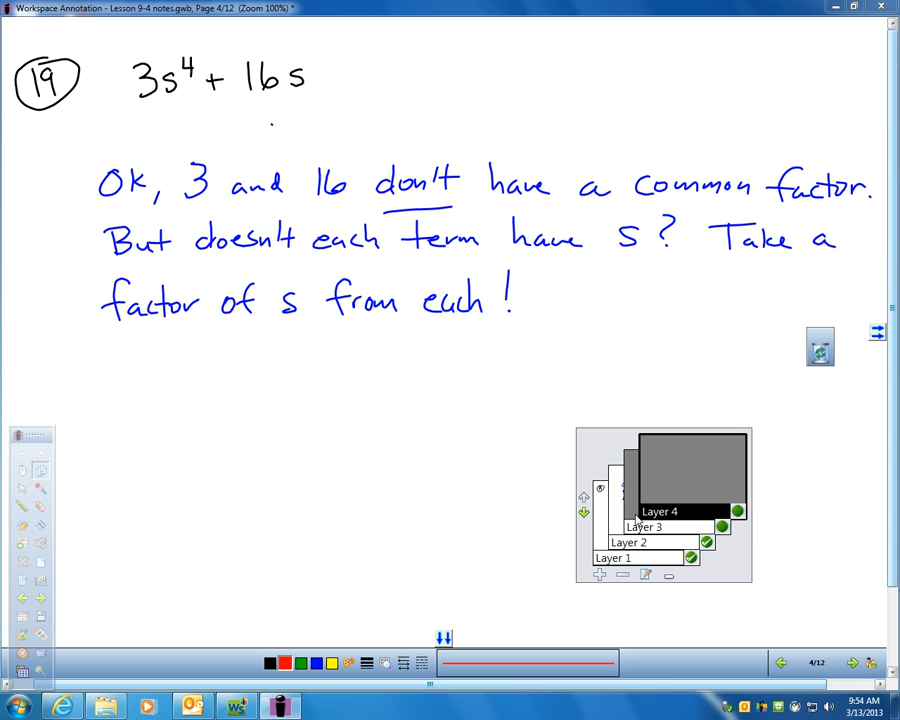 Workspace Annotation - Lesson 9-4 notes.gwb, Page 4/12 (Zoom 100%) *
19 3s⁴ + 16s
Ok, 3 and 16 don't have a common factor.
But doesn't each term have s? Take a
factor of s from each!
Layer 4
Layer 3
Layer 2
Layer 1
4/12
WS
9:54 AM
3/13/2013